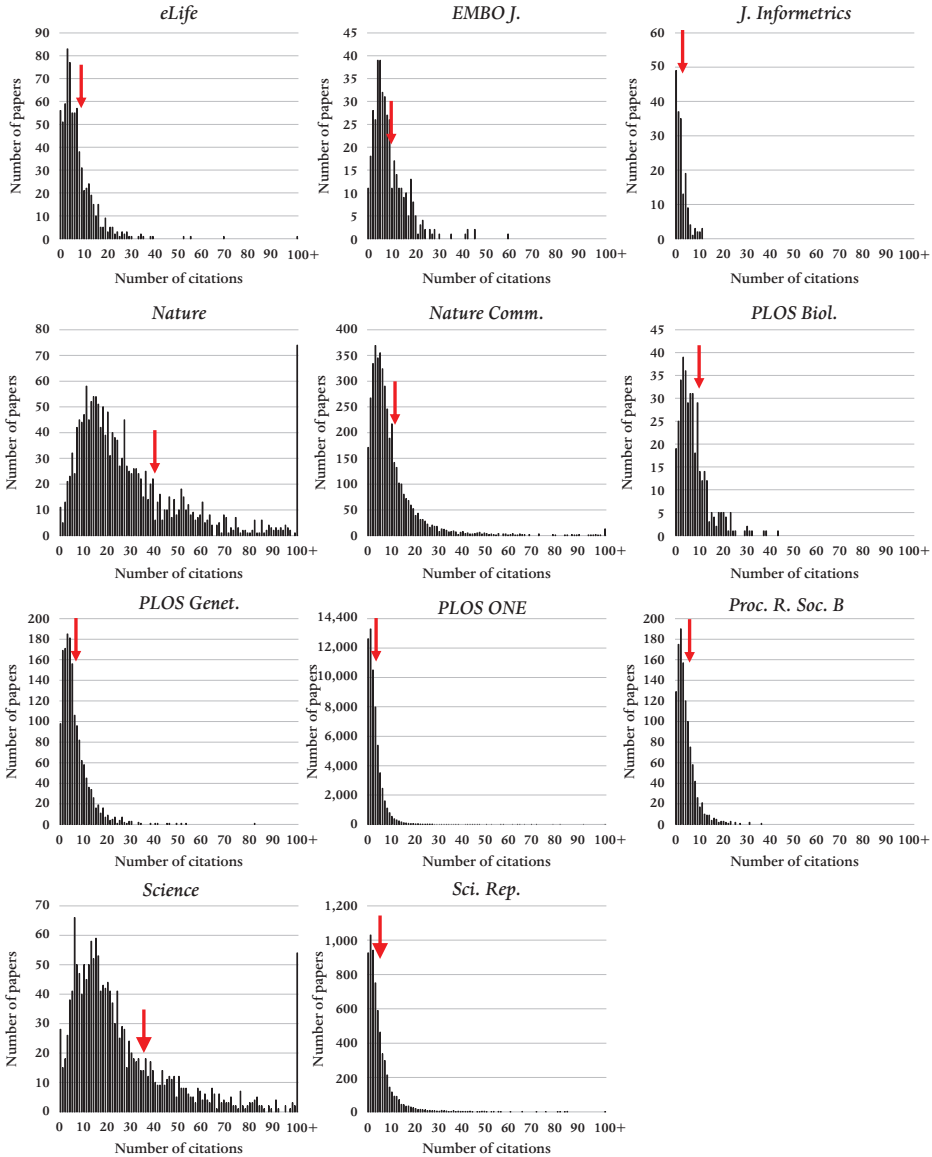 eLife
Number of papers
90
80
70
60
50
40
30
20
10
0
0 10 20 30 40 50 60 70 80 90 100+
Number of citations
EMBO J.
Number of papers
45
40
35
30
25
20
15
10
5
0
0 10 20 30 40 50 60 70 80 90 100+
Number of citations
J. Informetrics
Number of papers
60
50
40
30
20
10
0
0 10 20 30 40 50 60 70 80 90 100+
Number of citations
Nature
Number of papers
80
70
60
50
40
30
20
10
0
0 10 20 30 40 50 60 70 80 90 100+
Number of citations
Nature Comm.
Number of papers
400
350
300
250
200
150
100
50
0
0 10 20 30 40 50 60 70 80 90 100+
Number of citations
PLOS Biol.
Number of papers
45
40
35
30
25
20
15
10
5
0
0 10 20 30 40 50 60 70 80 90 100+
Number of citations
PLOS Genet.
Number of papers
200
180
160
140
120
100
80
60
40
20
0
0 10 20 30 40 50 60 70 80 90 100+
Number of citations
PLOS ONE
Number of papers
14,400
12,000
10,000
8,000
6,000
4,000
2,000
0
0 10 20 30 40 50 60 70 80 90 100+
Number of citations
Proc. R. Soc. B
Number of papers
200
180
160
140
120
100
80
60
40
20
0
0 10 20 30 40 50 60 70 80 90 100+
Number of citations
Science
Number of papers
70
60
50
40
30
20
10
0
0 10 20 30 40 50 60 70 80 90 100+
Number of citations
Sci. Rep.
Number of papers
1,200
1,000
800
600
400
200
0
0 10 20 30 40 50 60 70 80 90 100+
Number of citations